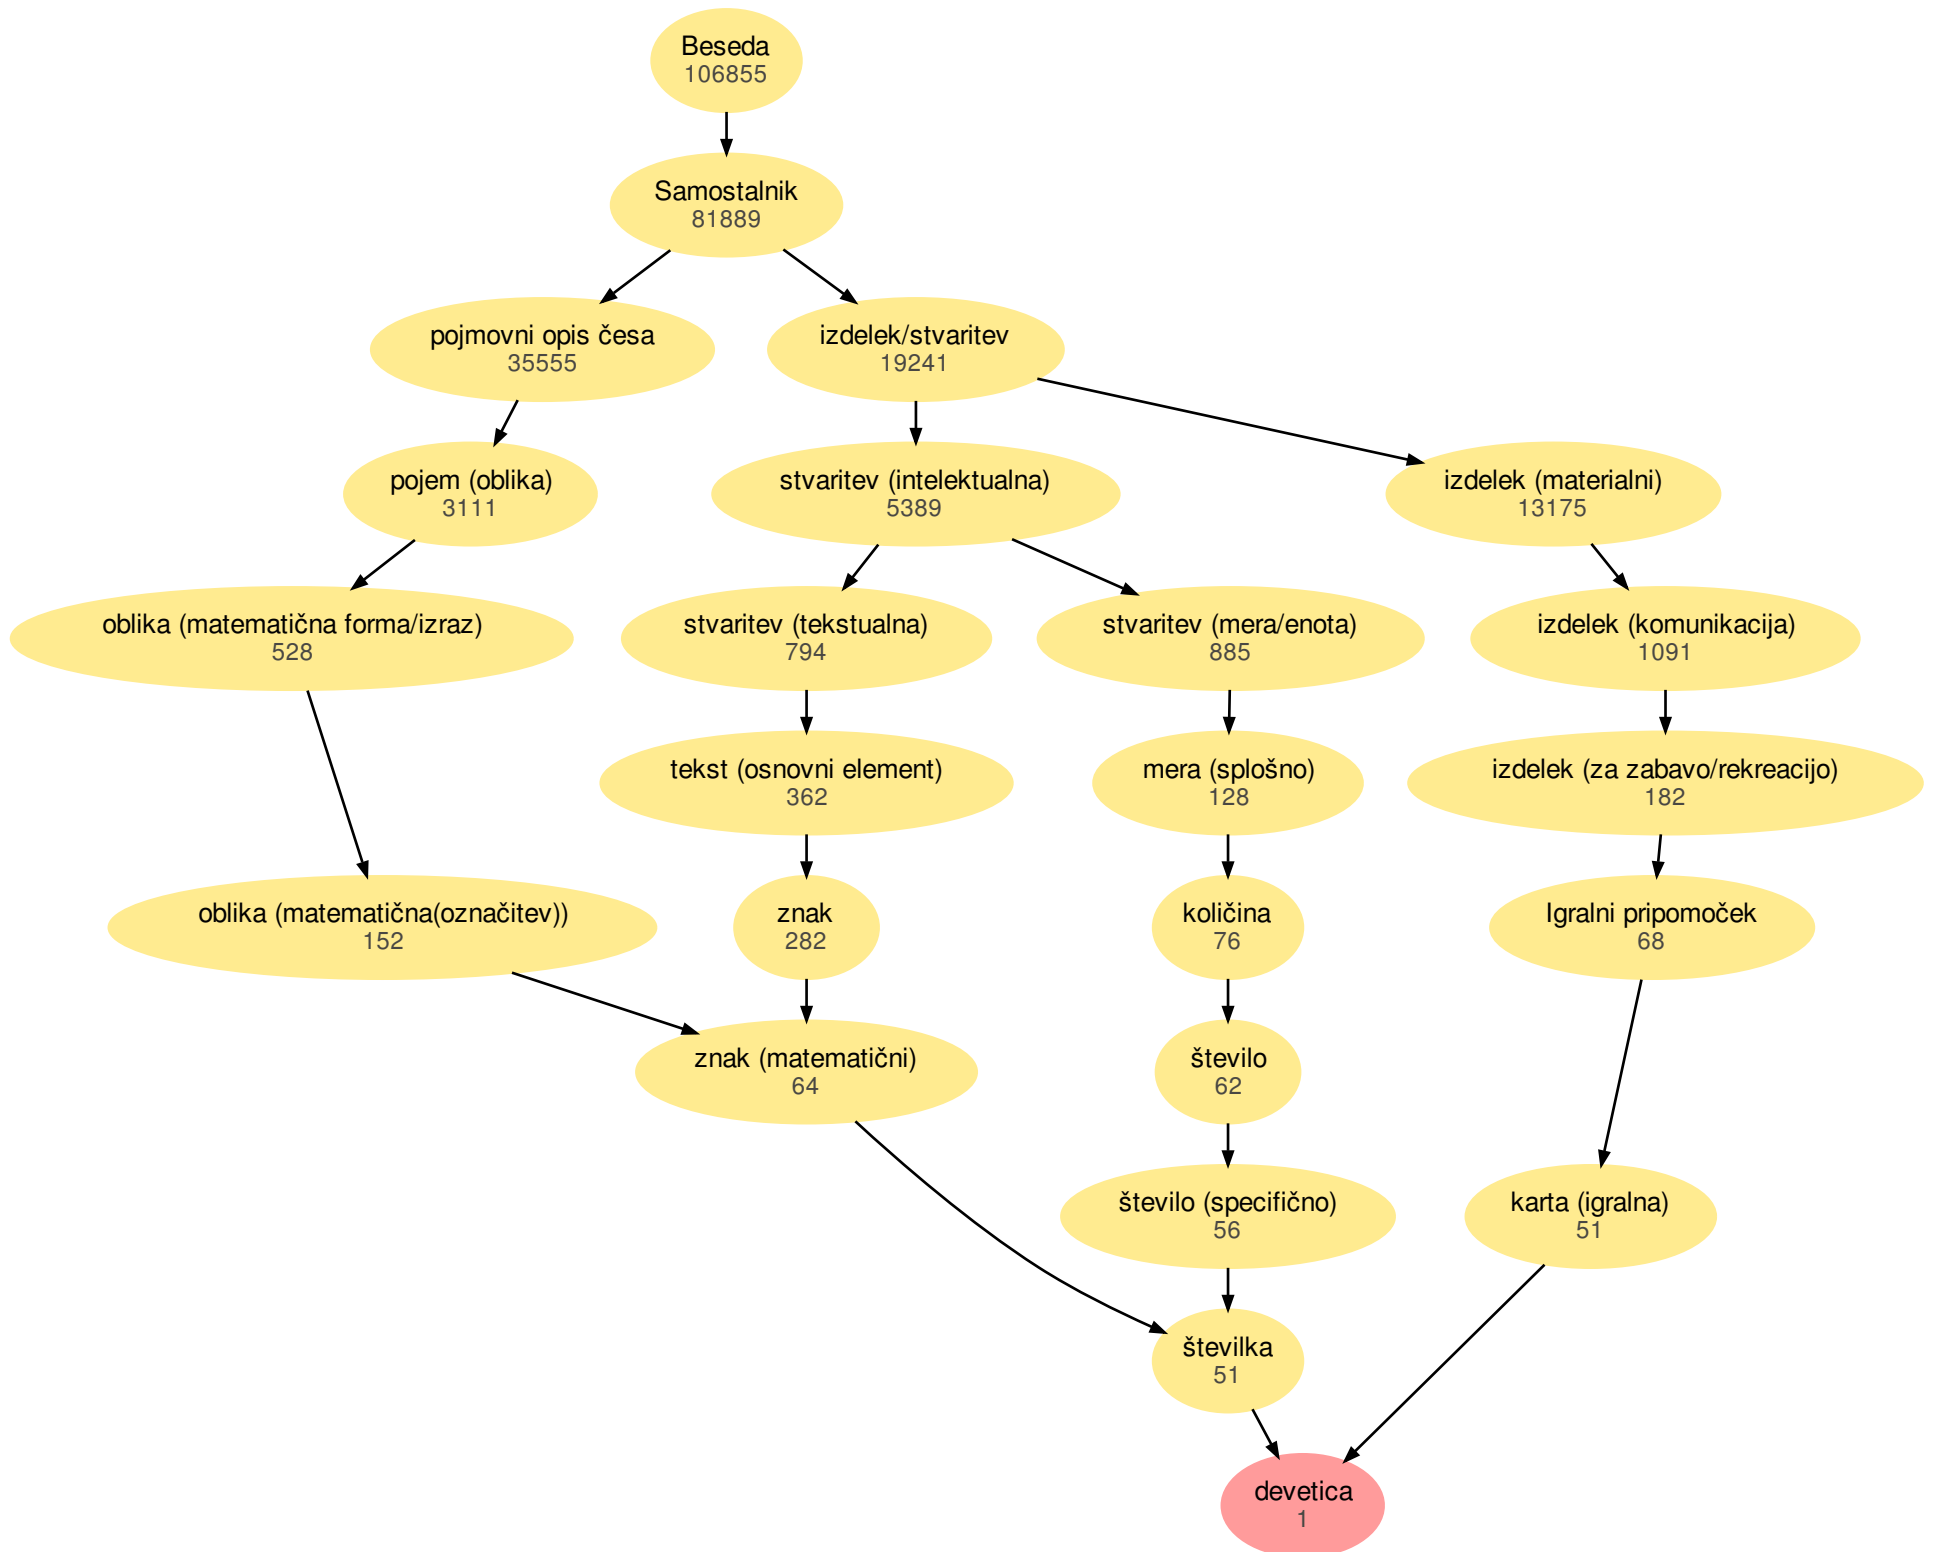 Beseda
106855
Samostalnik
81889
pojmovni opis česa
35555
izdelek/stvaritev
19241
pojem (oblika)
3111
stvaritev (intelektualna)
5389
izdelek (materialni)
13175
oblika (matematična forma/izraz)
528
stvaritev (tekstualna)
794
stvaritev (mera/enota)
885
izdelek (komunikacija)
1091
tekst (osnovni element)
362
mera (splošno)
128
izdelek (za zabavo/rekreacijo)
182
oblika (matematična(označitev))
152
znak
282
količina
76
Igralni pripomoček
68
znak (matematični)
64
število
62
število (specifično)
56
karta (igralna)
51
številka
51
devetica
1